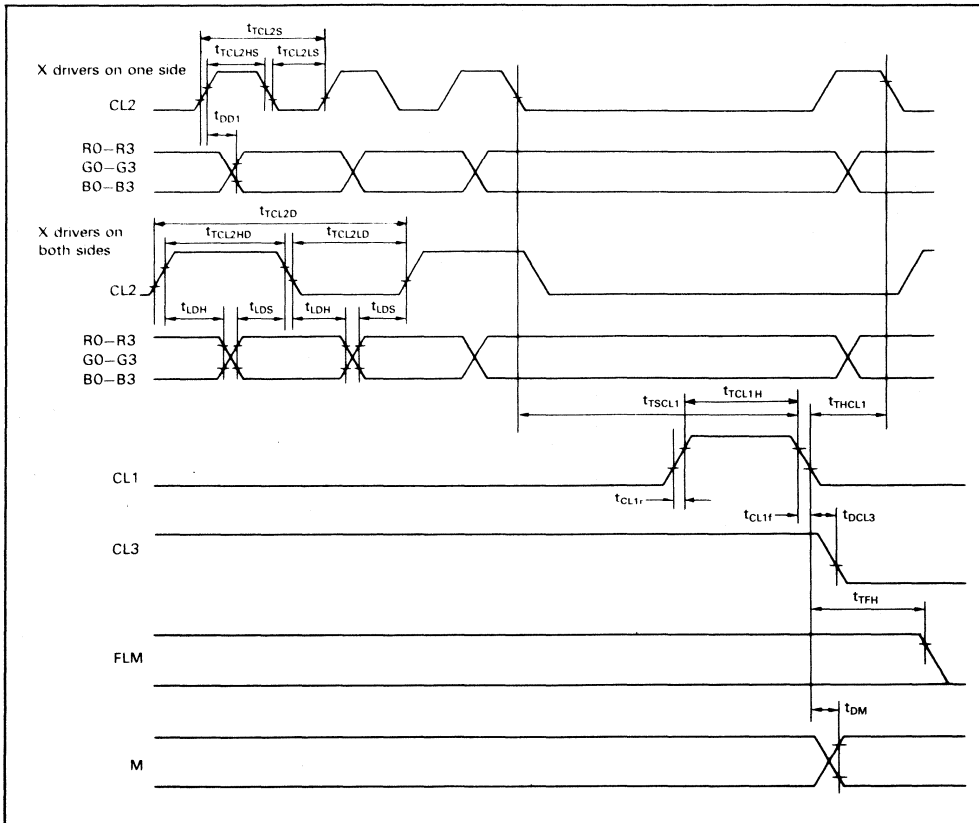 tTCL2S
tTCL2HS tTCL2LS
X drivers on one side
CL2
tDD1
R0–R3
G0–G3
B0–B3
tTCL2D
X drivers on
both sides
tTCL2HD tTCL2LD
CL2
tLDH tLDS tLDH tLDS
R0–R3
G0–G3
B0–B3
tTSCL1 tTCL1H tTHCL1
CL1
tCL1r tCL1f tDCL3
CL3
tTFH
FLM
tDM
M